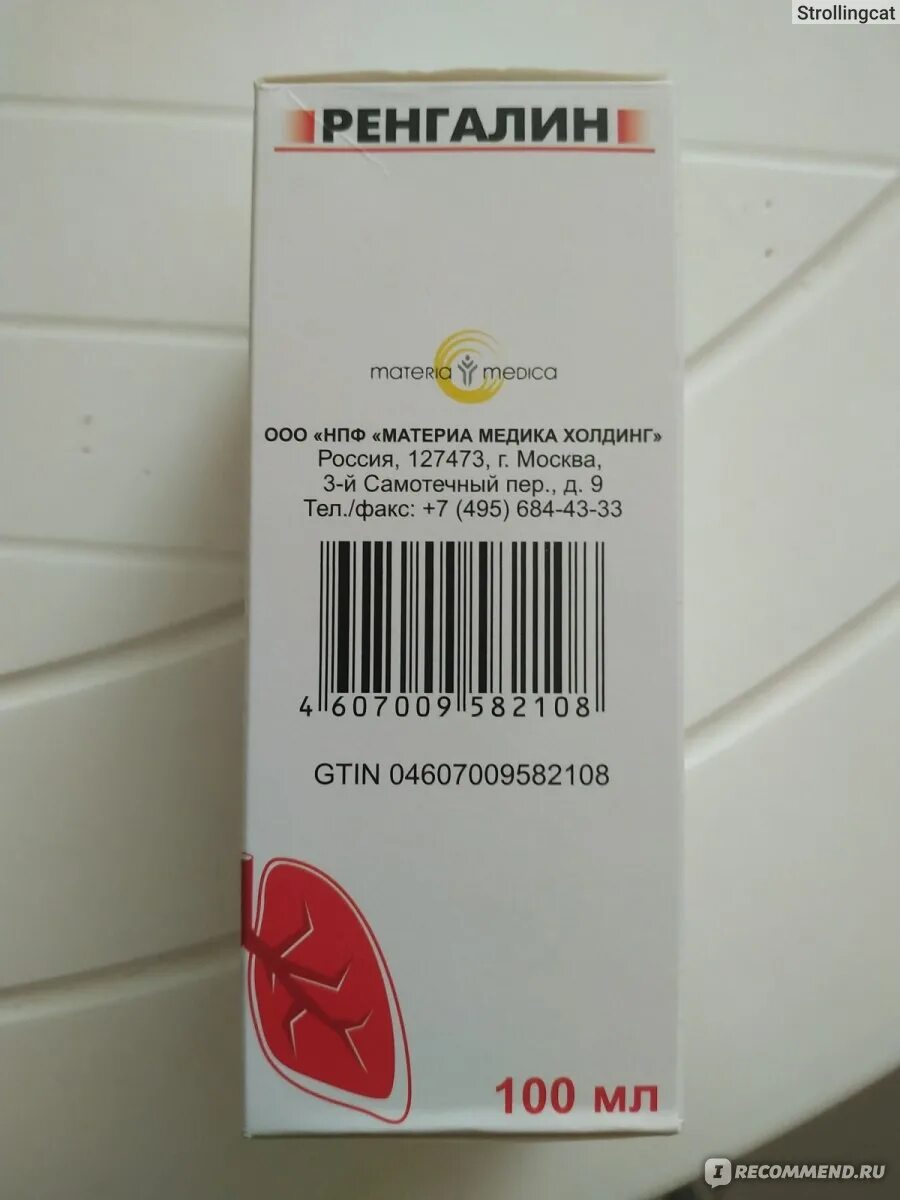 Strollingcat
РЕНГАЛИН
materia medica
ООО «НПФ «МАТЕРИА МЕДИКА ХОЛДИНГ»
Россия, 127473, г. Москва,
3-й Самотечный пер., д. 9
Тел./факс: +7 (495) 684-43-33
4 607009 582108
GTIN 04607009582108
100 мл
IRECOMMEND.RU